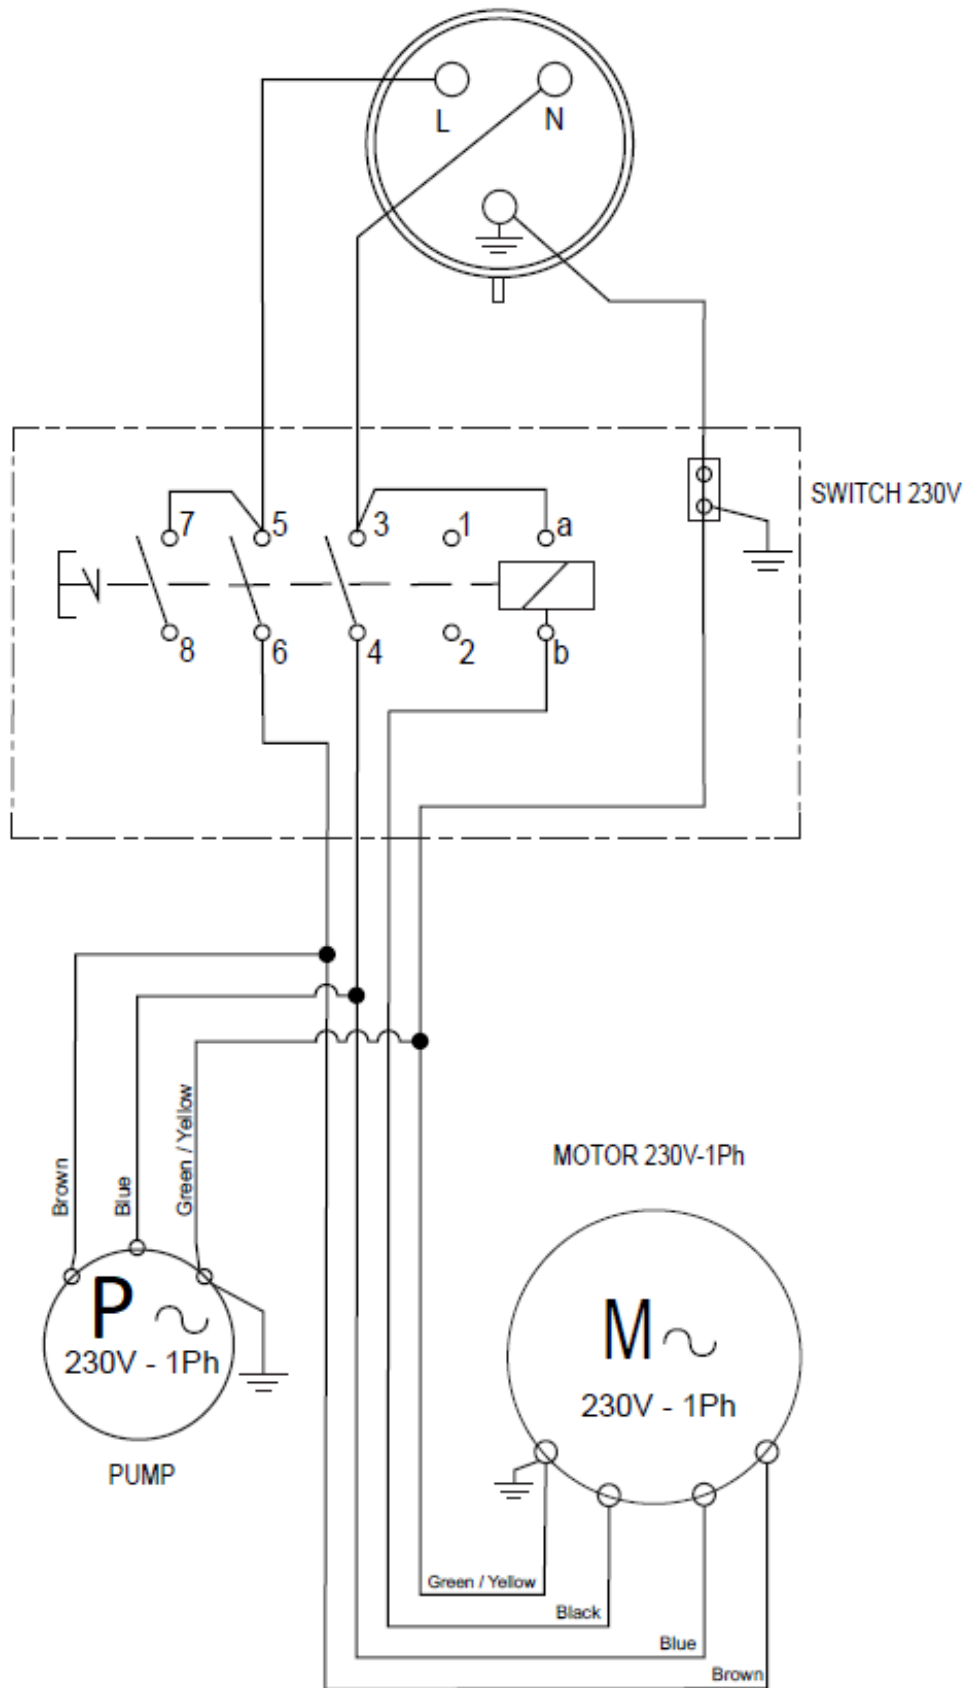 L N
SWITCH 230V
7 5 3 1 a
8 6 4 2 b
Brown
Blue
Green / Yellow
MOTOR 230V-1Ph
P
230V - 1Ph
PUMP
M
230V - 1Ph
Green / Yellow
Black
Blue
Brown